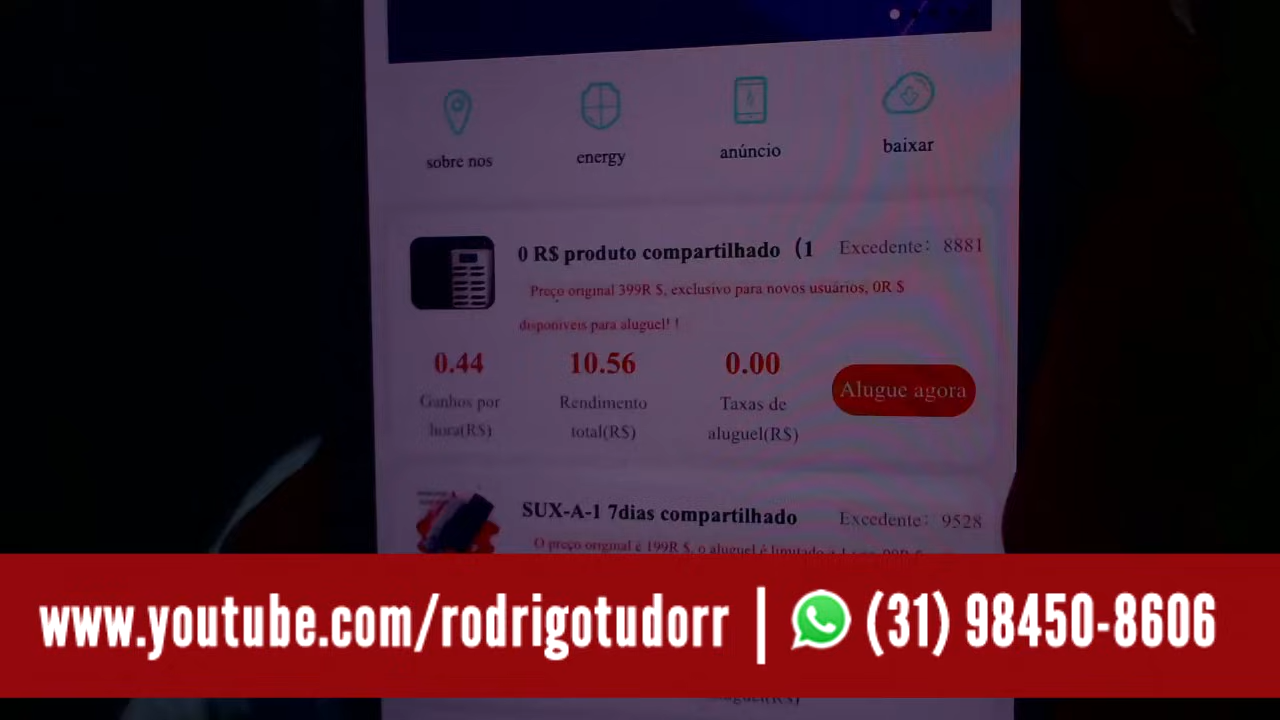 sobre nos
energy
anúncio
baixar
0 R$ produto compartilhado (1
Excedente: 8881
Preço original 399R $, exclusivo para novos usuários, 0R $
disponíveis para aluguel! !
0.44
10.56
0.00
Alugue agora
Ganhos por
hora(R$)
Rendimento
total(R$)
Taxas de
aluguel(R$)
SUX-A-1 7dias compartilhado
Excedente: 9528
O preço original é 199R $, o aluguel é limitado a 1
www.youtube.com/rodrigotudorr | (31) 98450-8606
aluguel(R$)